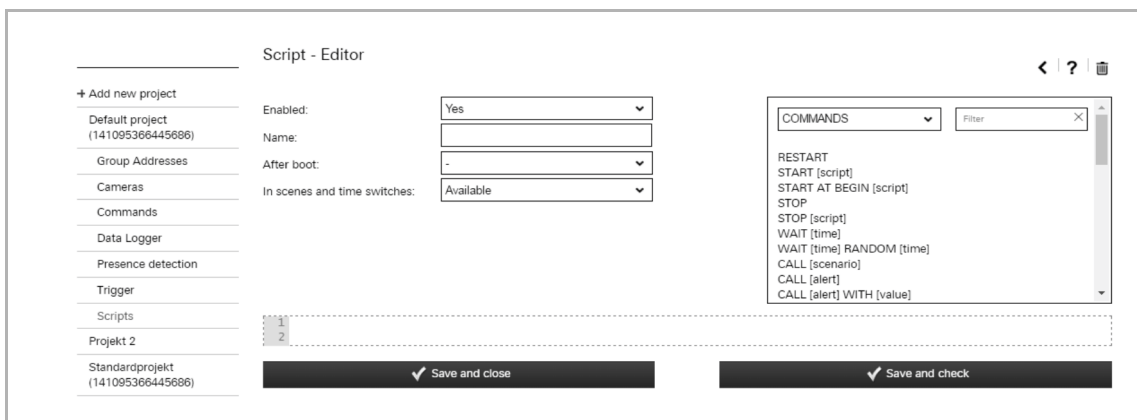 Script - Editor
?
+ Add new project
Default project
(141095366445686)
Group Addresses
Cameras
Commands
Data Logger
Presence detection
Trigger
Scripts
Projekt 2
Standardprojekt
(141095366445686)
Enabled:
Yes
Name:
After boot:
-
In scenes and time switches:
Available
COMMANDS
Filter
RESTART
START [script]
START AT BEGIN [script]
STOP
STOP [script]
WAIT [time]
WAIT [time] RANDOM [time]
CALL [scenario]
CALL [alert]
CALL [alert] WITH [value]
1
2
Save and close
Save and check